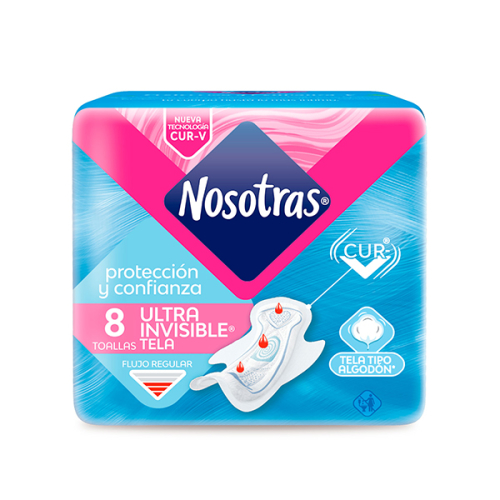 NUEVA
TECNOLOGÍA
CUR-V
Nosotras®
CUR-V®
protección
y confianza
8 ULTRA
INVISIBLE®
TOALLAS TELA
FLUJO REGULAR
TELA TIPO
ALGODÓN*